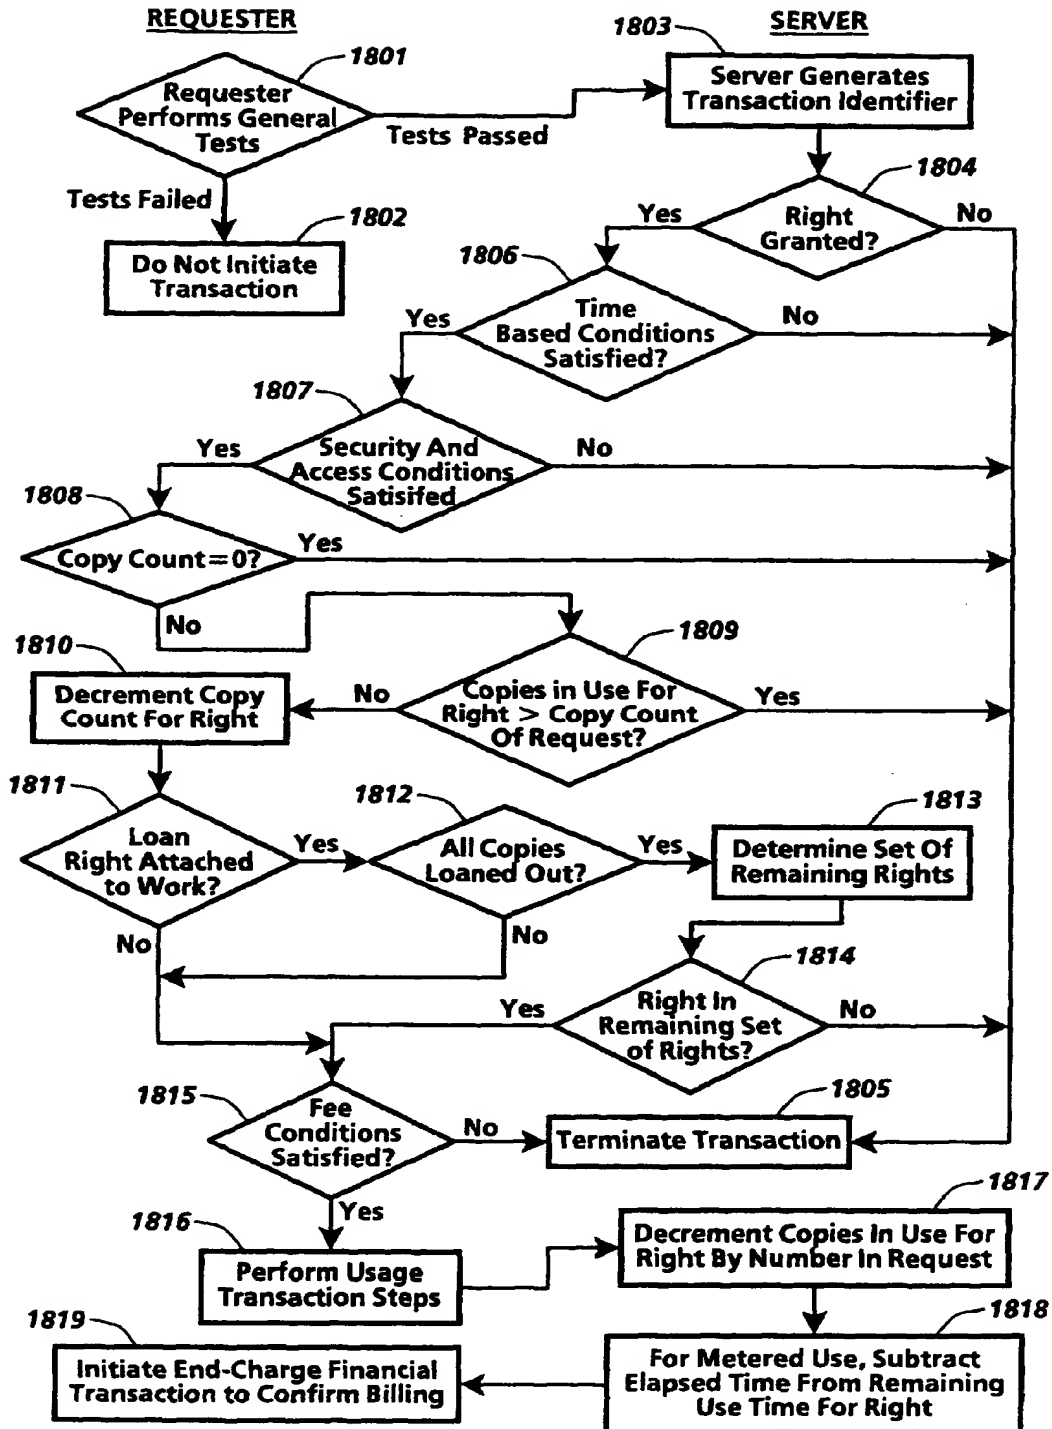 REQUESTER
SERVER
1801
1803
Requester
Performs General
Tests
Tests Passed
Server Generates
Transaction Identifier
Tests Failed
1802
Do Not Initiate
Transaction
1804
Yes
Right
Granted?
No
1806
Yes
Time
Based Conditions
Satisfied?
No
1807
Yes
Security And
Access Conditions
Satisifed
No
1808
Copy Count=0?
Yes
No
1809
Copies in Use For
Right > Copy Count
Of Request?
No
Yes
1810
Decrement Copy
Count For Right
1811
Loan
Right Attached
to Work?
Yes
No
1812
All Copies
Loaned Out?
Yes
No
1813
Determine Set Of
Remaining Rights
1814
Yes
Right In
Remaining Set
of Rights?
No
1815
Fee
Conditions
Satisfied?
No
Yes
1805
Terminate Transaction
1816
Perform Usage
Transaction Steps
1817
Decrement Copies In Use For
Right By Number In Request
1818
For Metered Use, Subtract
Elapsed Time From Remaining
Use Time For Right
1819
Initiate End-Charge Financial
Transaction to Confirm Billing